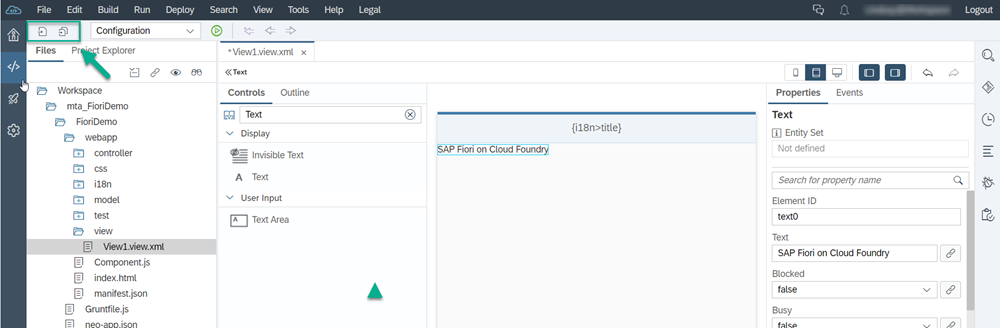 File Edit Build Run Deploy Search View Tools Help Legal Logout
Configuration
Files Project Explorer
* View1.view.xml ×
«Text
Controls Outline
Properties Events
Workspace
mta_FioriDemo
FioriDemo
webapp
controller
css
i18n
model
test
view
View1.view.xml
Component.js
index.html
manifest.json
Gruntfile.js
neo-app.json
Text
Display
Invisible Text
A Text
User Input
A Text Area
{i18n>title}
SAP Fiori on Cloud Foundry
Text
Entity Set
Not defined
Search for property name
Element ID
text0
Text
SAP Fiori on Cloud Foundry
Blocked
false
Busy
false